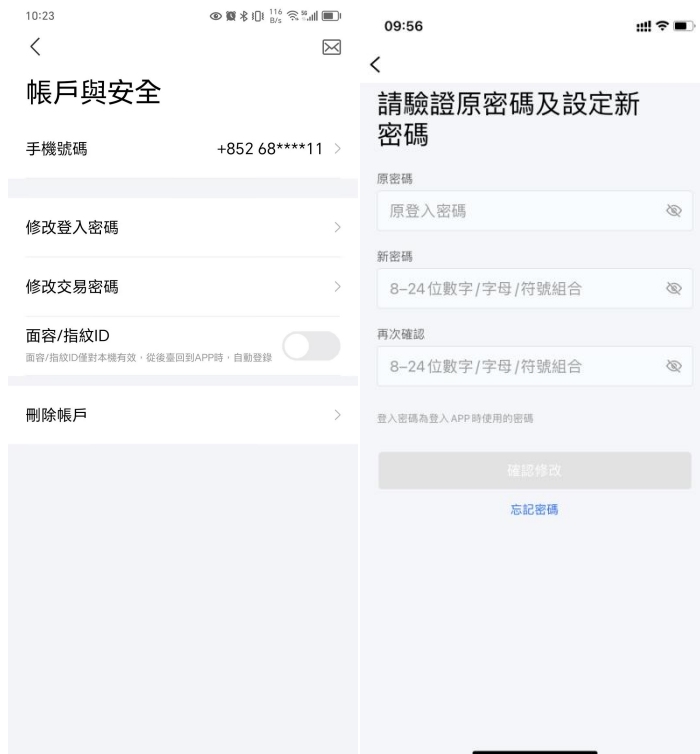 10:23
116 B/s
5G
帳戶與安全
手機號碼 +852 68****11
修改登入密碼
修改交易密碼
面容/指紋ID
面容/指紋ID僅對本機有效，從後臺回到APP時，自動登錄
刪除帳戶
09:56
請驗證原密碼及設定新
密碼
原密碼
原登入密碼
新密碼
8–24位數字/字母/符號組合
再次確認
8–24位數字/字母/符號組合
登入密碼為登入APP時使用的密碼
確認修改
忘記密碼